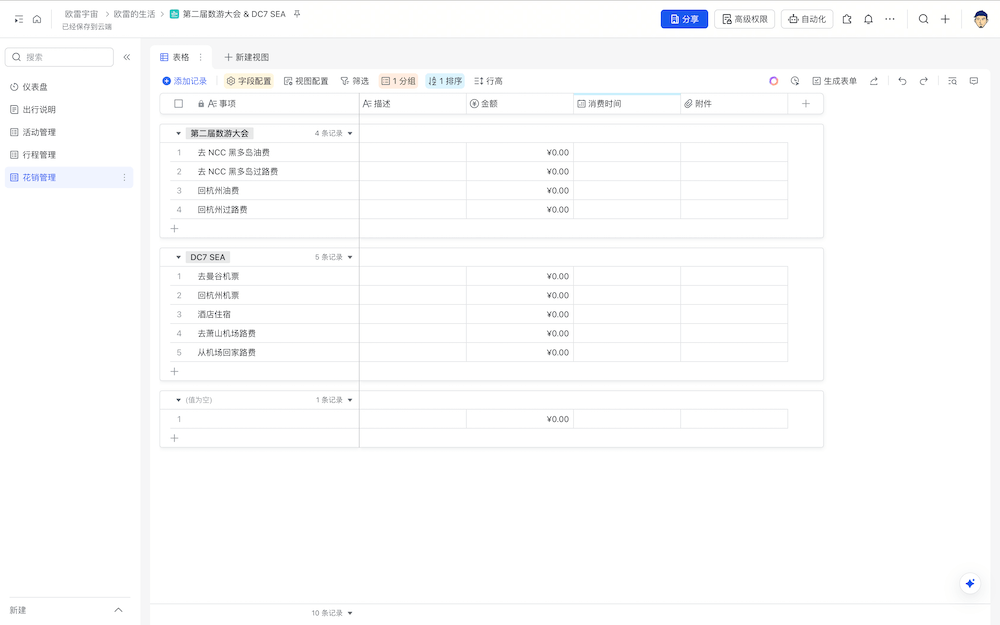 欧雷宇宙 > 欧雷的生活 > 第二届数游大会 & DC7 SEA
已经保存到云端
分享
高级权限
自动化
搜索
仪表盘
出行说明
活动管理
行程管理
花销管理
新建
表格
新建视图
添加记录
字段配置
视图配置
筛选
1 分组
1 排序
行高
生成表单
事项 描述 金额 消费时间 附件
第二届数游大会 4 条记录
1 去 NCC 黑多岛油费 ¥0.00
2 去 NCC 黑多岛过路费 ¥0.00
3 回杭州油费 ¥0.00
4 回杭州过路费 ¥0.00
DC7 SEA 5 条记录
1 去曼谷机票 ¥0.00
2 回杭州机票 ¥0.00
3 酒店住宿 ¥0.00
4 去萧山机场路费 ¥0.00
5 从机场回家路费 ¥0.00
(值为空) 1 条记录
1 ¥0.00
10 条记录